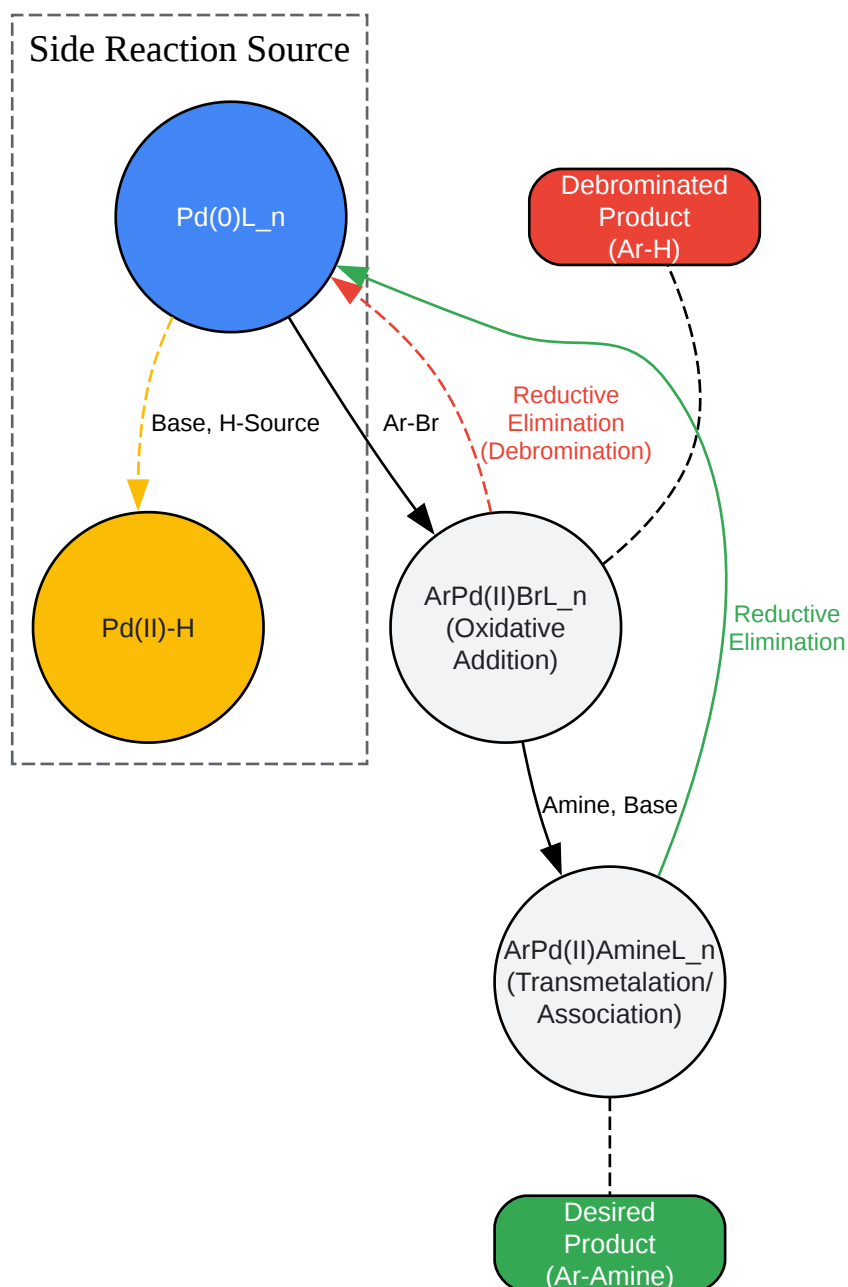 Side Reaction Source
Pd(0)L_n
Debrominated
Product
(Ar-H)
Base, H-Source
Ar-Br
Reductive
Elimination
(Debromination)
Pd(II)-H
ArPd(II)BrL_n
(Oxidative
Addition)
Reductive
Elimination
Amine, Base
ArPd(II)AmineL_n
(Transmetalation/
Association)
Desired
Product
(Ar-Amine)